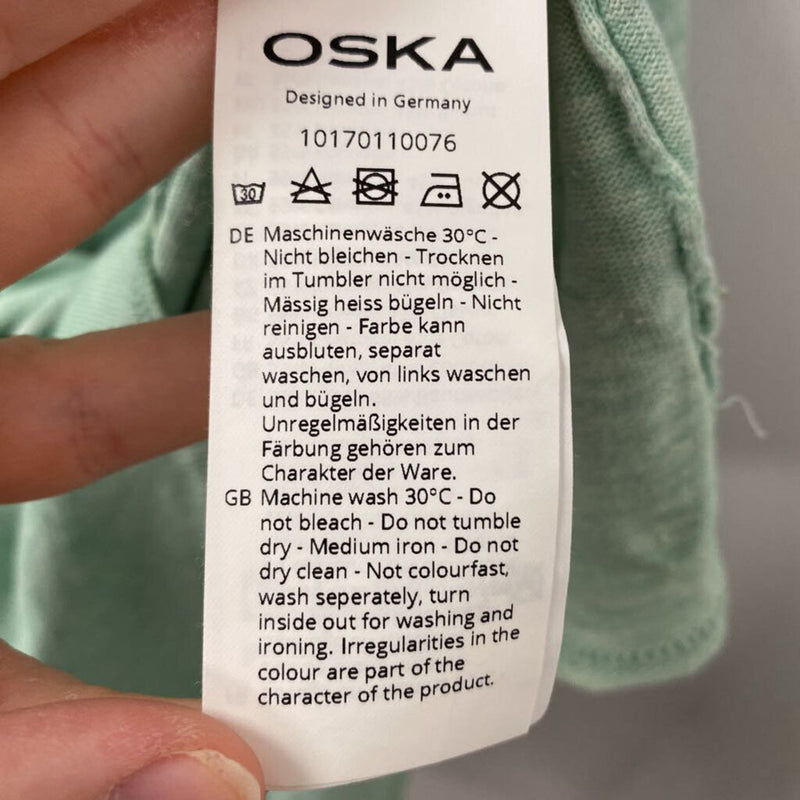 OSKA
Designed in Germany
10170110076
30
DE Maschinenwäsche 30°C -
Nicht bleichen - Trocknen
im Tumbler nicht möglich -
Mässig heiss bügeln - Nicht
reinigen - Farbe kann
ausbluten, separat
waschen, von links waschen
und bügeln.
Unregelmäßigkeiten in der
Färbung gehören zum
Charakter der Ware.
GB Machine wash 30°C - Do
not bleach - Do not tumble
dry - Medium iron - Do not
dry clean - Not colourfast,
wash seperately, turn
inside out for washing and
ironing. Irregularities in the
colour are part of the
character of the product.